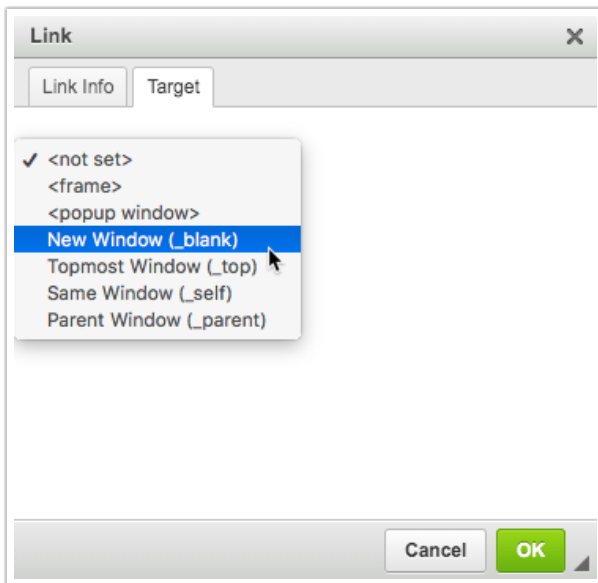 Link
Link Info Target
<not set>
<frame>
<popup window>
New Window (_blank)
Topmost Window (_top)
Same Window (_self)
Parent Window (_parent)
Cancel OK